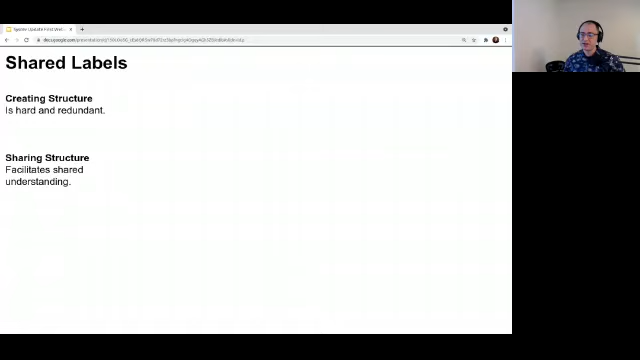 Shared Labels
Creating Structure
Is hard and redundant.
Sharing Structure
Facilitates shared
understanding.